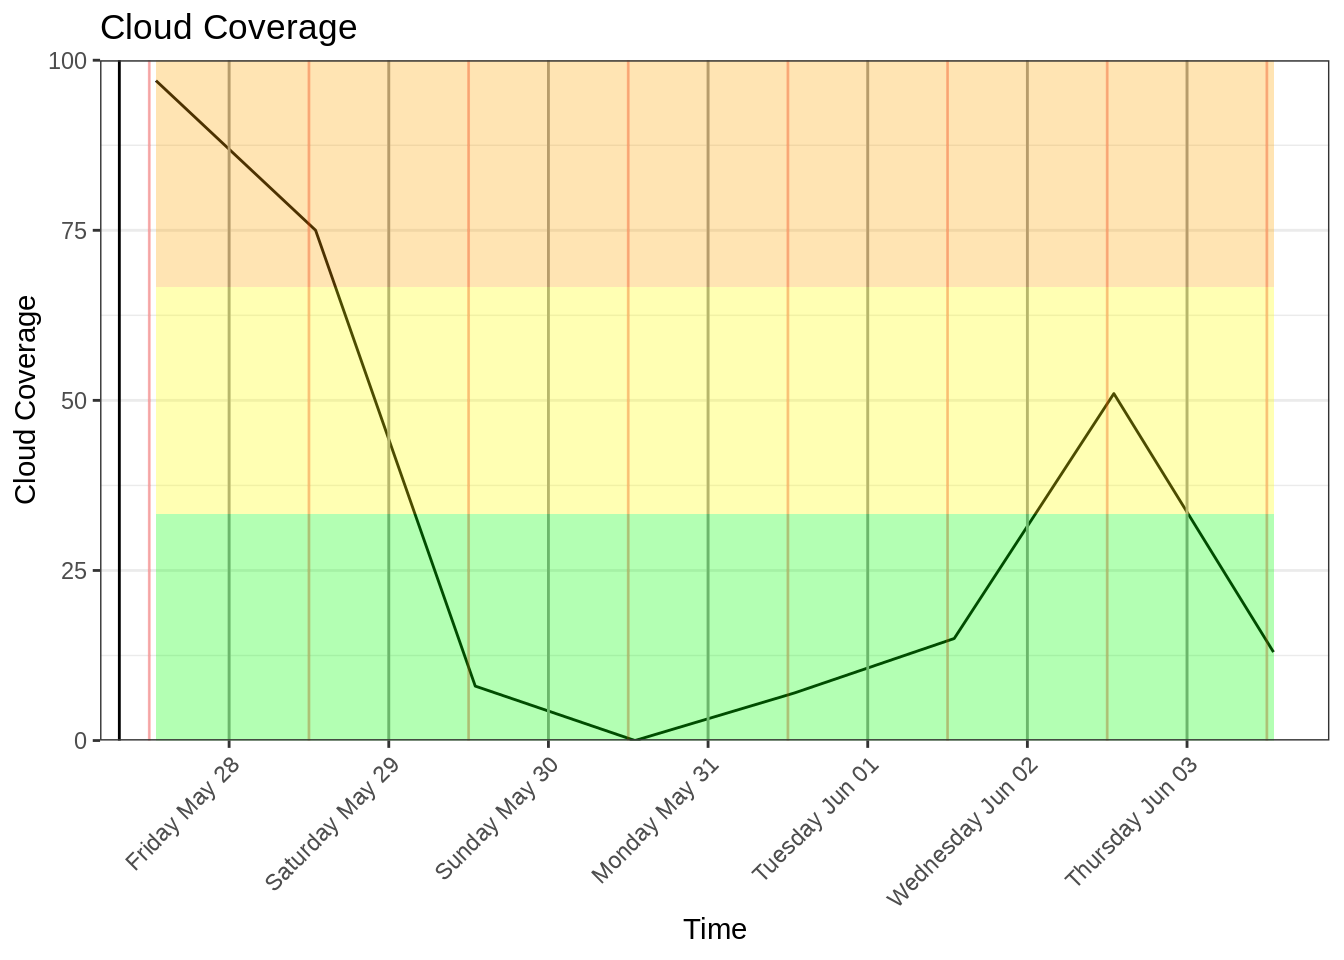 Cloud Coverage
100
75
50
25
0
Cloud Coverage
Friday May 28
Saturday May 29
Sunday May 30
Monday May 31
Tuesday Jun 01
Wednesday Jun 02
Thursday Jun 03
Time